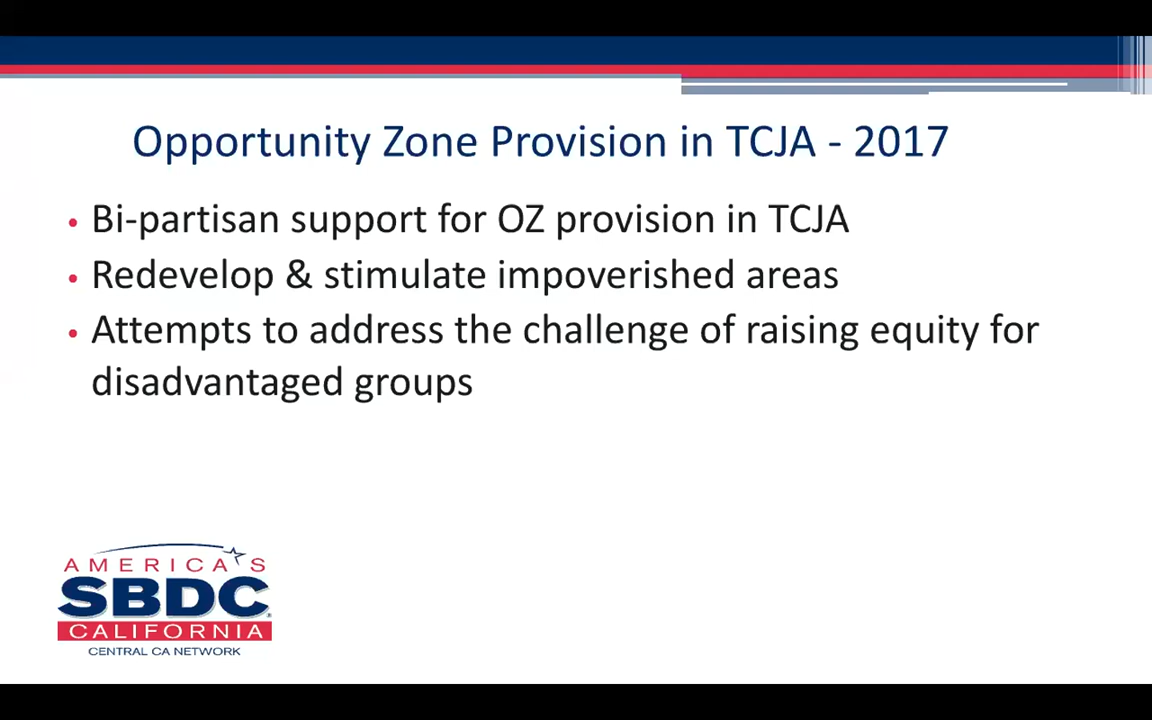 Opportunity Zone Provision in TCJA - 2017
• Bi-partisan support for OZ provision in TCJA
• Redevelop & stimulate impoverished areas
• Attempts to address the challenge of raising equity for
disadvantaged groups
AMERICA'S
SBDC
CALIFORNIA
CENTRAL CA NETWORK